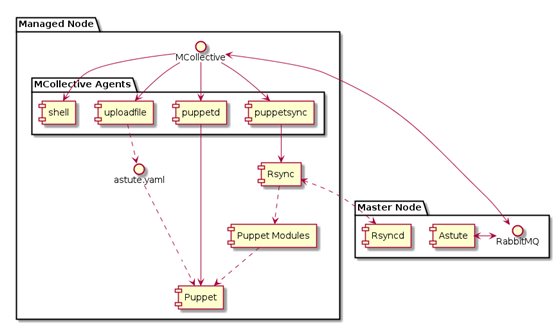 Managed Node
MCollective
MCollective Agents
shell
uploadfile
puppetd
puppetsync
astute.yaml
Rsync
Master Node
Puppet Modules
Rsyncd
Astute
RabbitMQ
Puppet